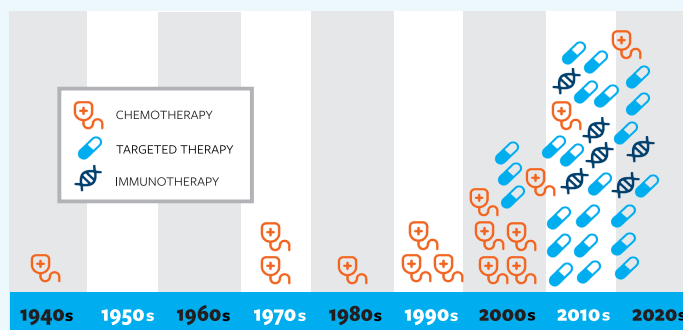 CHEMOTHERAPY
TARGETED THERAPY
IMMUNOTHERAPY
1940s 1950s 1960s 1970s 1980s 1990s 2000s 2010s 2020s